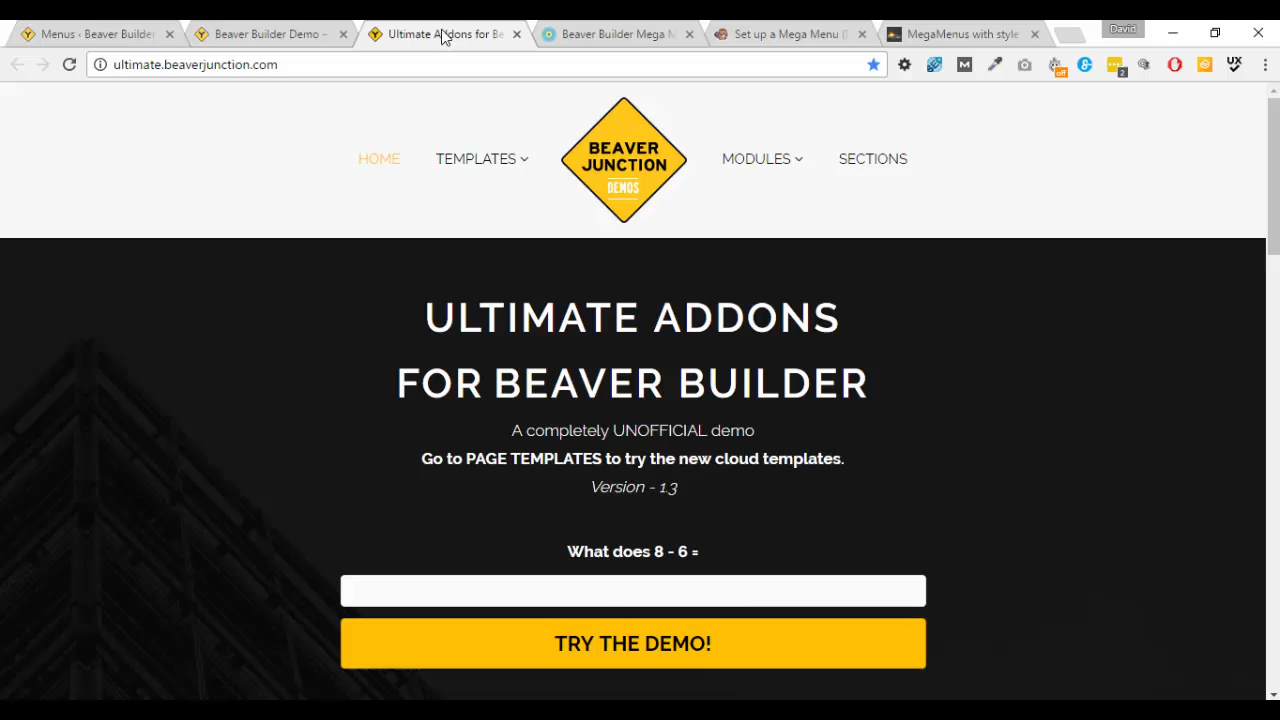 Menus ‹ Beaver Builder
Beaver Builder Demo –
Ultimate Addons for Be
Beaver Builder Mega M
Set up a Mega Menu (
MegaMenus with style
David
ultimate.beaverjunction.com
off
2
UX
HOME
TEMPLATES
BEAVER
JUNCTION
DEMOS
MODULES
SECTIONS
ULTIMATE ADDONS
FOR BEAVER BUILDER
A completely UNOFFICIAL demo
Go to PAGE TEMPLATES to try the new cloud templates.
Version - 1.3
What does 8 - 6 =
TRY THE DEMO!